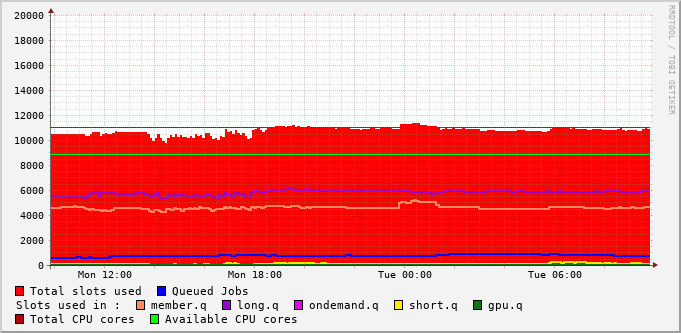 20000
18000
16000
14000
12000
10000
8000
6000
4000
2000
0
Mon 12:00 Mon 18:00 Tue 00:00 Tue 06:00
Total slots used Queued Jobs
Slots used in : member.q long.q ondemand.q short.q gpu.q
Total CPU cores Available CPU cores
RRDTOOL / TOBI OETIKER